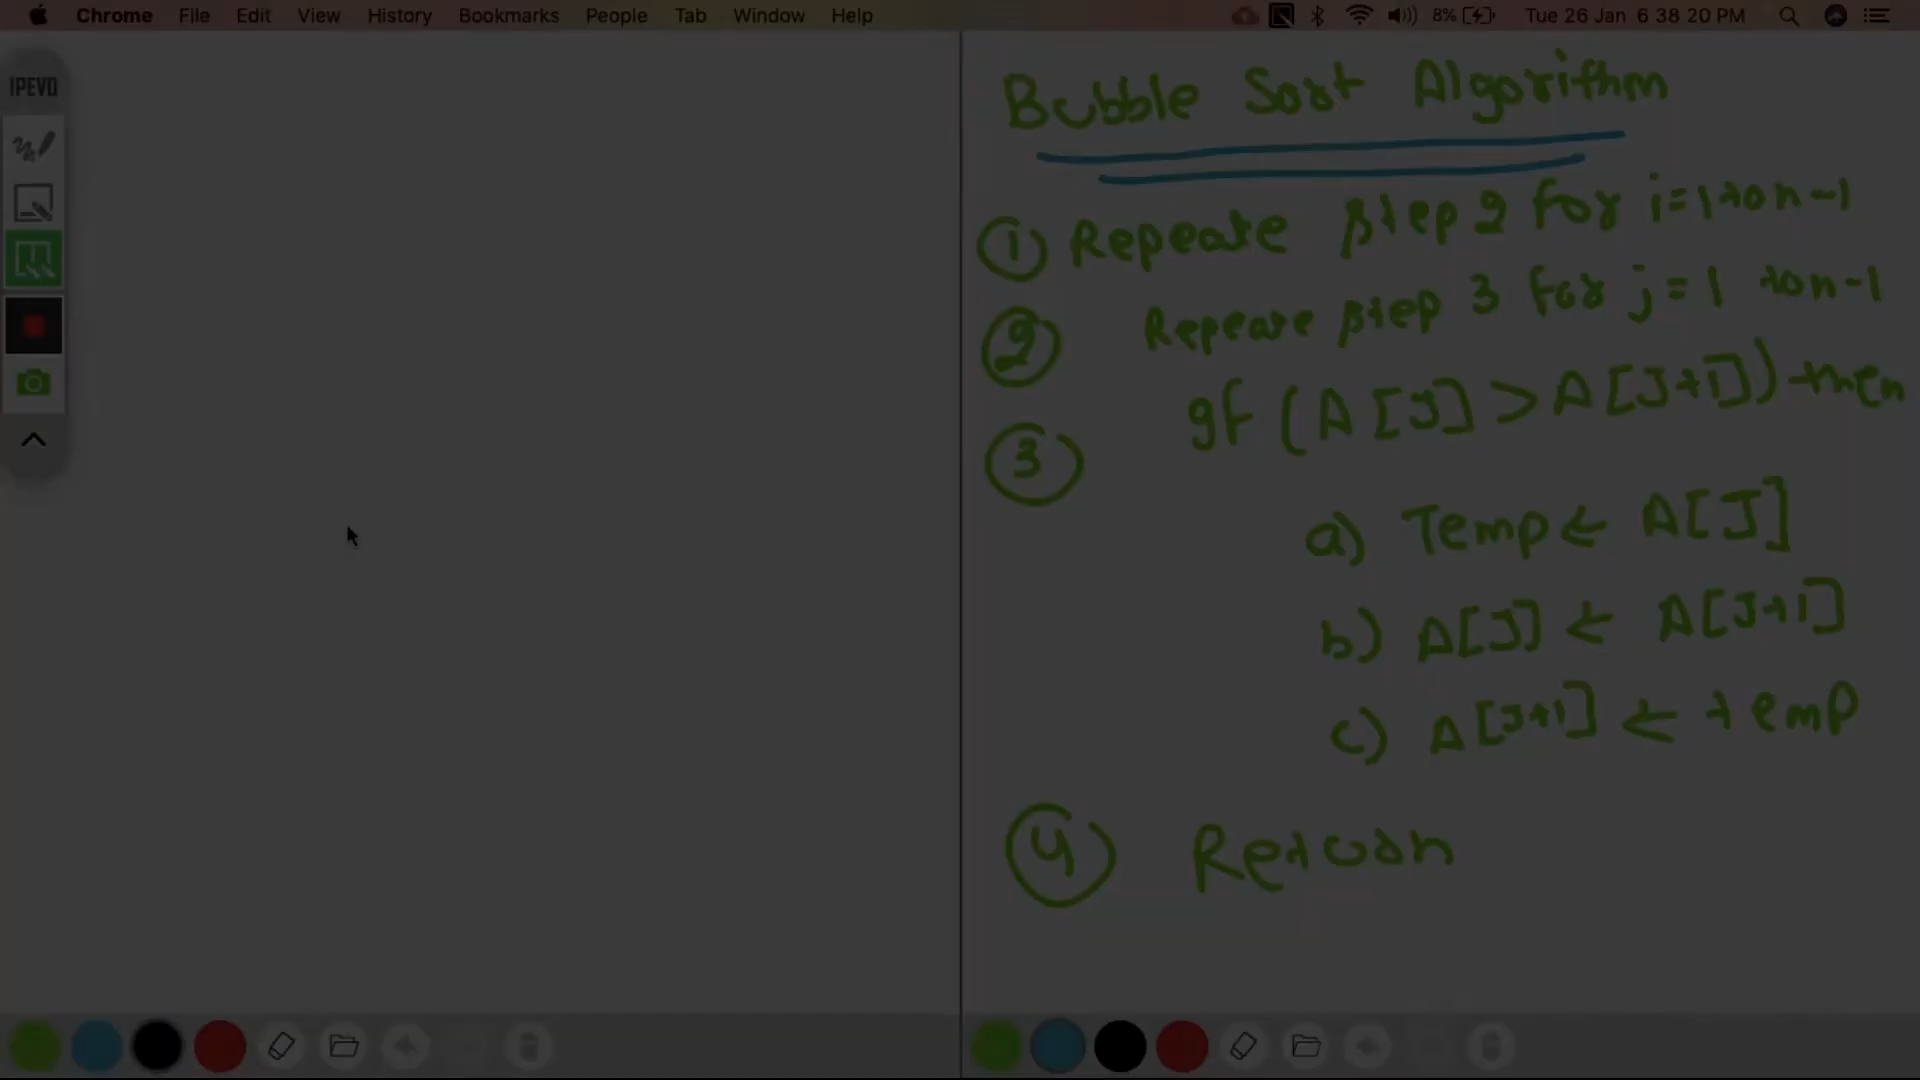 Chrome File Edit View History Bookmarks People Tab Window Help 8% Tue 26 Jan 6 38 20 PM
IPEVO
Bubble Sort Algorithm
1 Repeate step 2 for i=1 to n-1
2 Repeate step 3 for j=1 to n-1
3 If (A[J]>A[J+1]) then
a) Temp ← A[J]
b) A[J] ← A[J+1]
c) A[J+1] ← temp
4 Return